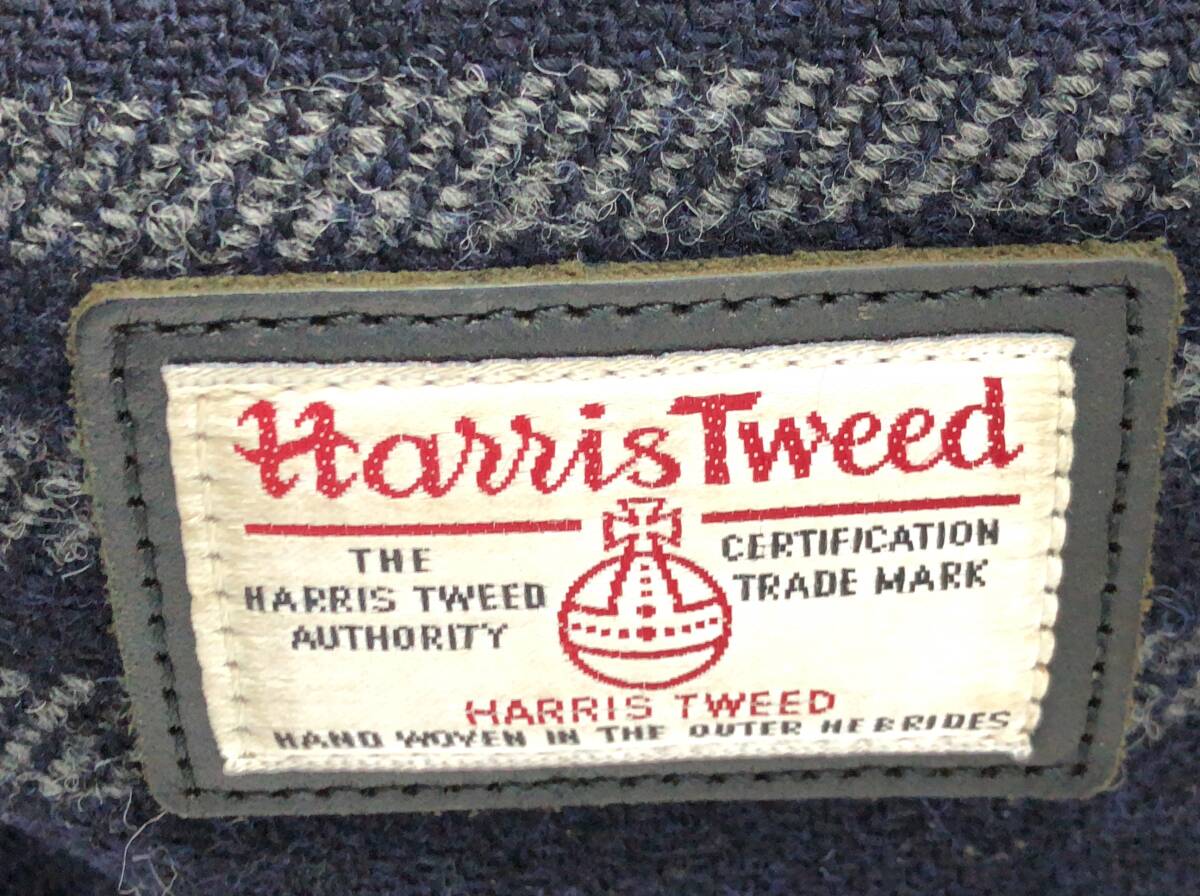 Harris Tweed
THE
HARRIS TWEED
AUTHORITY
CERTIFICATION
TRADE MARK
HARRIS TWEED
HAND WOVEN IN THE OUTER HEBRIDES